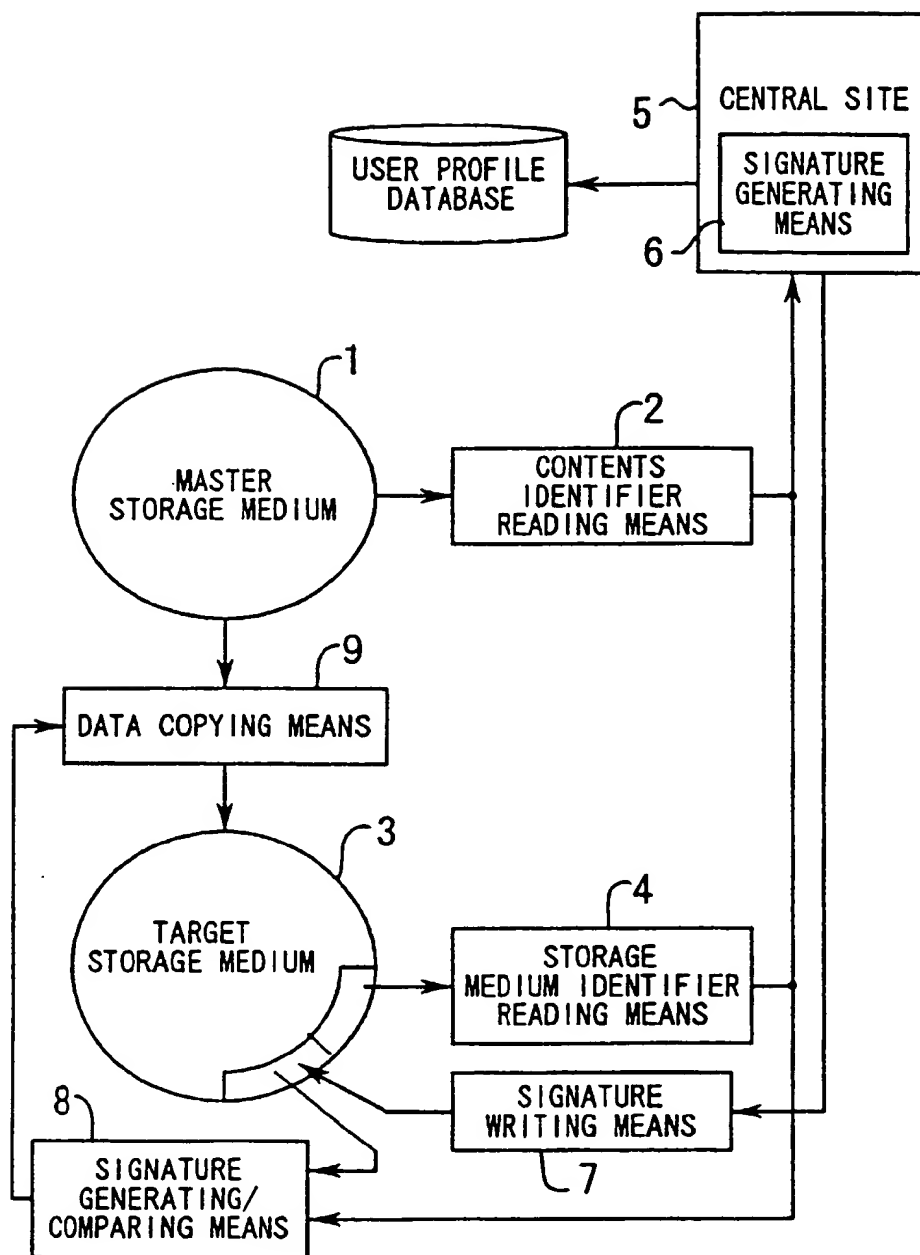 5
CENTRAL SITE
USER PROFILE
DATABASE
SIGNATURE
GENERATING
MEANS
6
1
MASTER
STORAGE MEDIUM
2
CONTENTS
IDENTIFIER
READING MEANS
9
DATA COPYING MEANS
3
TARGET
STORAGE MEDIUM
4
STORAGE
MEDIUM IDENTIFIER
READING MEANS
SIGNATURE
WRITING MEANS
7
8
SIGNATURE
GENERATING/
COMPARING MEANS